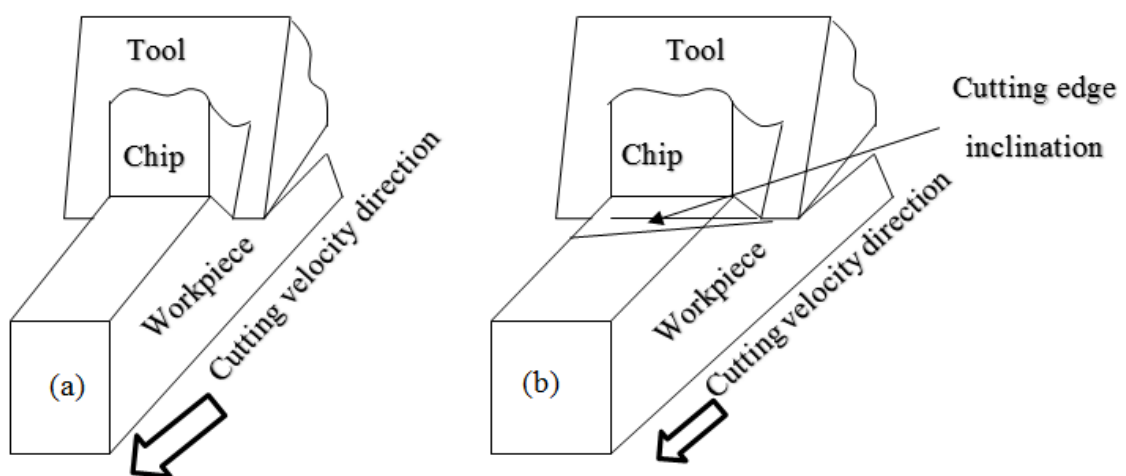 Tool
Chip
Workpiece
Cutting velocity direction
(a)
Tool
Chip
Cutting edge
inclination
Workpiece
Cutting velocity direction
(b)